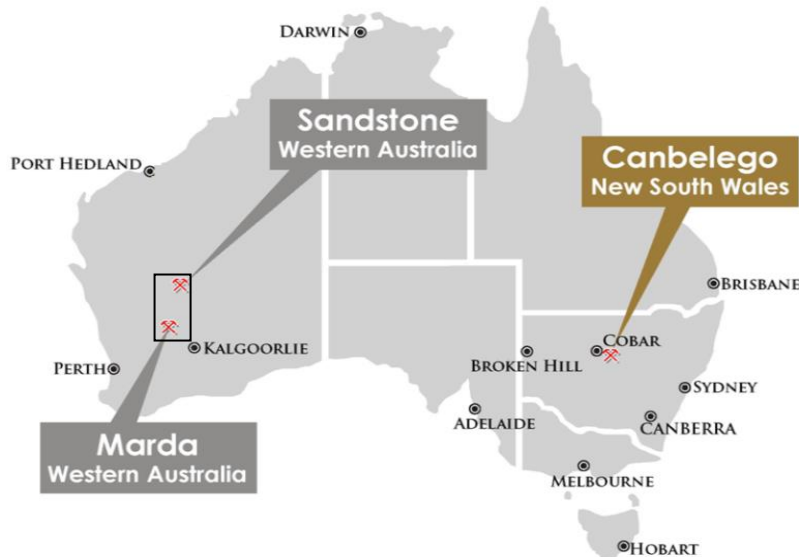 DARWIN
Sandstone
Western Australia
PORT HEDLAND
Canbelego
New South Wales
BRISBANE
KALGOORLIE
COBAR
BROKEN HILL
PERTH
SYDNEY
ADELAIDE
CANBERRA
Marda
Western Australia
MELBOURNE
HOBART